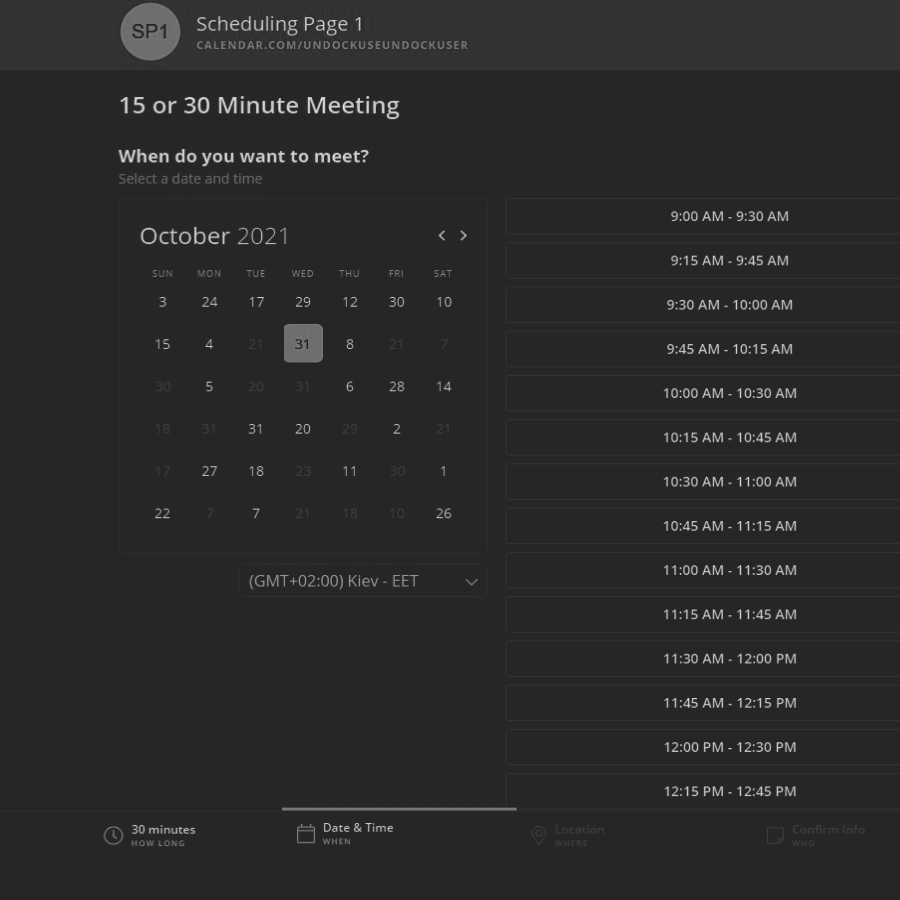 SP1
Scheduling Page 1
CALENDAR.COM/UNDOCKUSEUNDOCKUSER
15 or 30 Minute Meeting
When do you want to meet?
Select a date and time
October 2021
SUN MON TUE WED THU FRI SAT
3 24 17 29 12 30 10
15 4 21 31 8 21 7
30 5 20 31 6 28 14
18 31 31 20 29 2 21
17 27 18 23 11 30 1
22 7 7 21 18 10 26
(GMT+02:00) Kiev - EET
9:00 AM - 9:30 AM
9:15 AM - 9:45 AM
9:30 AM - 10:00 AM
9:45 AM - 10:15 AM
10:00 AM - 10:30 AM
10:15 AM - 10:45 AM
10:30 AM - 11:00 AM
10:45 AM - 11:15 AM
11:00 AM - 11:30 AM
11:15 AM - 11:45 AM
11:30 AM - 12:00 PM
11:45 AM - 12:15 PM
12:00 PM - 12:30 PM
12:15 PM - 12:45 PM
30 minutes
HOW LONG
Date & Time
WHEN
Location
WHERE
Confirm Info
WHO